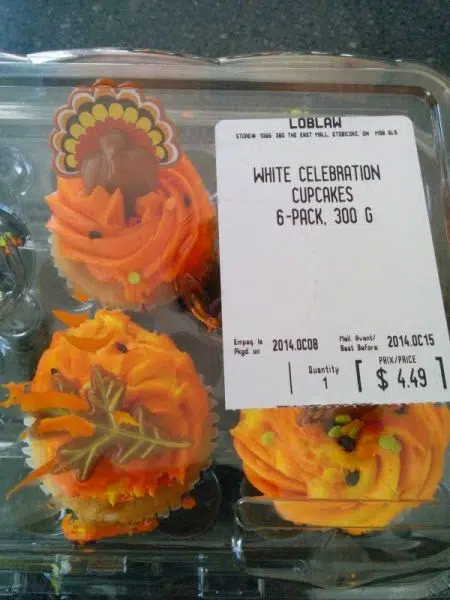 LOBLAW
STORE# 1066 380 THE EAST MALL ETOBICOKE, ON M9B 6L5
WHITE CELEBRATION
CUPCAKES
6-PACK, 300 G
Empaq. le
Pkgd. on
2014.OC08
Meil. Avant/
Best Before:
2014.OC15
Quantity
1
PRIX/PRICE
$ 4.49